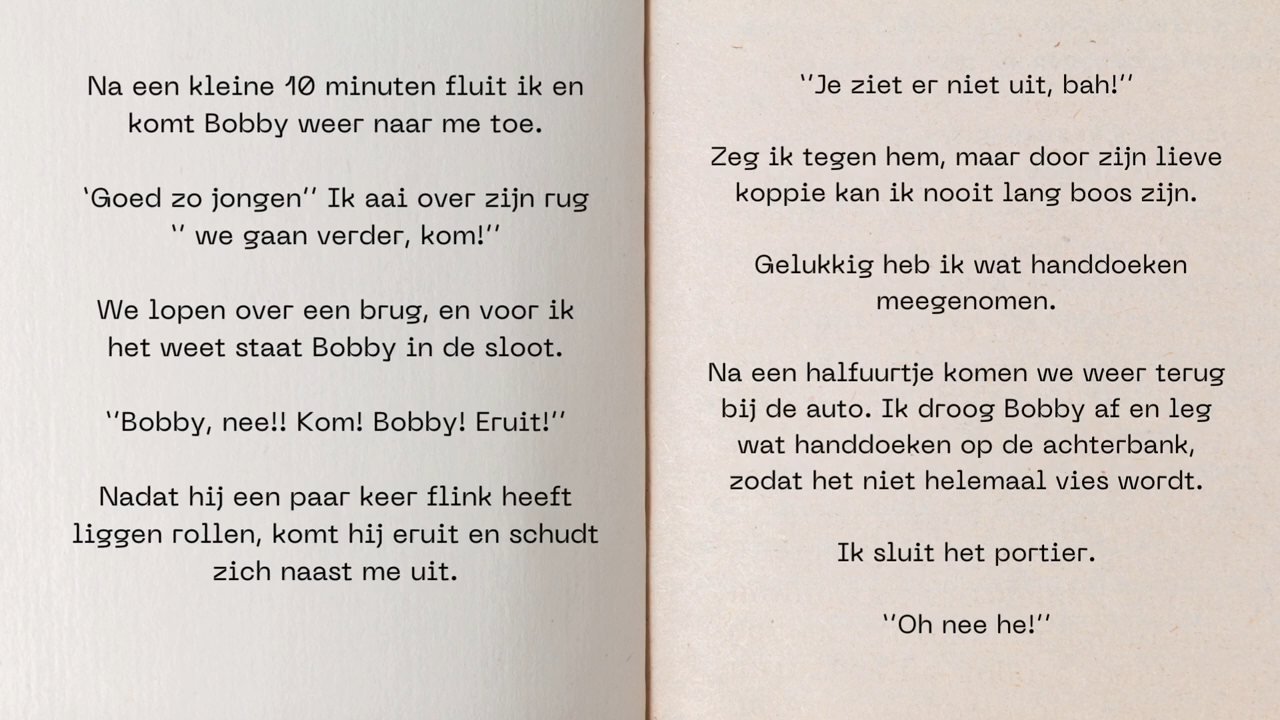 Na een kleine 10 minuten fluit ik en
komt Bobby weer naar me toe.
‘Goed zo jongen’’ Ik aai over zijn rug
‘’ we gaan verder, kom!’’
We lopen over een brug, en voor ik
het weet staat Bobby in de sloot.
‘’Bobby, nee!! Kom! Bobby! Eruit!’’
Nadat hij een paar keer flink heeft
liggen rollen, komt hij eruit en schudt
zich naast me uit.
‘’Je ziet er niet uit, bah!’’
Zeg ik tegen hem, maar door zijn lieve
koppie kan ik nooit lang boos zijn.
Gelukkig heb ik wat handdoeken
meegenomen.
Na een halfuurtje komen we weer terug
bij de auto. Ik droog Bobby af en leg
wat handdoeken op de achterbank,
zodat het niet helemaal vies wordt.
Ik sluit het portier.
‘’Oh nee he!’’